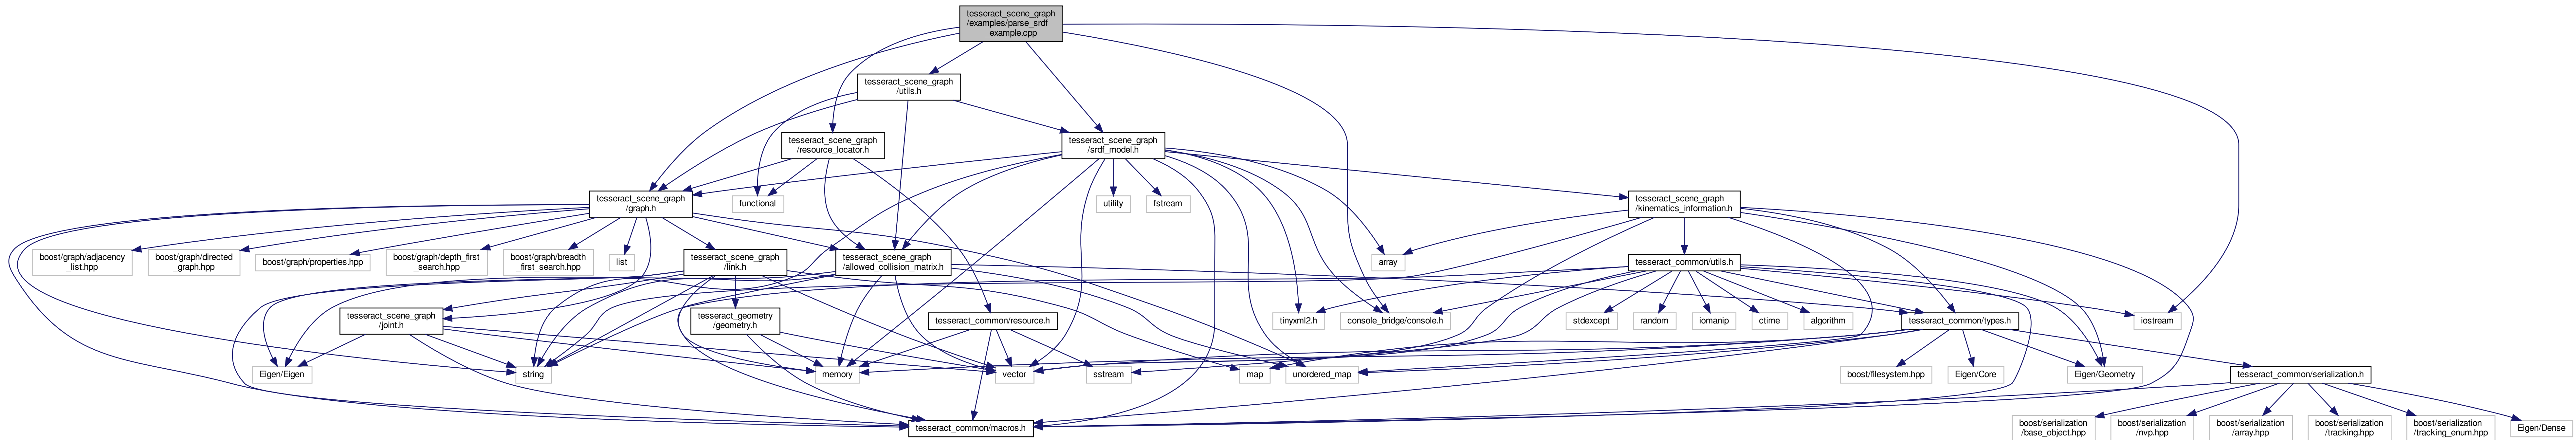 tesseract_scene_graph
/examples/parse_srdf
_example.cpp
tesseract_scene_graph
/utils.h
tesseract_scene_graph
/resource_locator.h
tesseract_scene_graph
/srdf_model.h
tesseract_scene_graph
/graph.h
functional
utility
fstream
tesseract_scene_graph
/kinematics_information.h
boost/graph/adjacency
_list.hpp
boost/graph/directed
_graph.hpp
boost/graph/properties.hpp
boost/graph/depth_first
_search.hpp
boost/graph/breadth
_first_search.hpp
list
tesseract_scene_graph
/link.h
tesseract_scene_graph
/allowed_collision_matrix.h
array
tesseract_common/utils.h
tesseract_scene_graph
/joint.h
tesseract_geometry
/geometry.h
tesseract_common/resource.h
tinyxml2.h
console_bridge/console.h
stdexcept
random
iomanip
ctime
algorithm
tesseract_common/types.h
iostream
Eigen/Eigen
string
memory
vector
sstream
map
unordered_map
boost/filesystem.hpp
Eigen/Core
Eigen/Geometry
tesseract_common/serialization.h
tesseract_common/macros.h
boost/serialization
/base_object.hpp
boost/serialization
/nvp.hpp
boost/serialization
/array.hpp
boost/serialization
/tracking.hpp
boost/serialization
/tracking_enum.hpp
Eigen/Dense